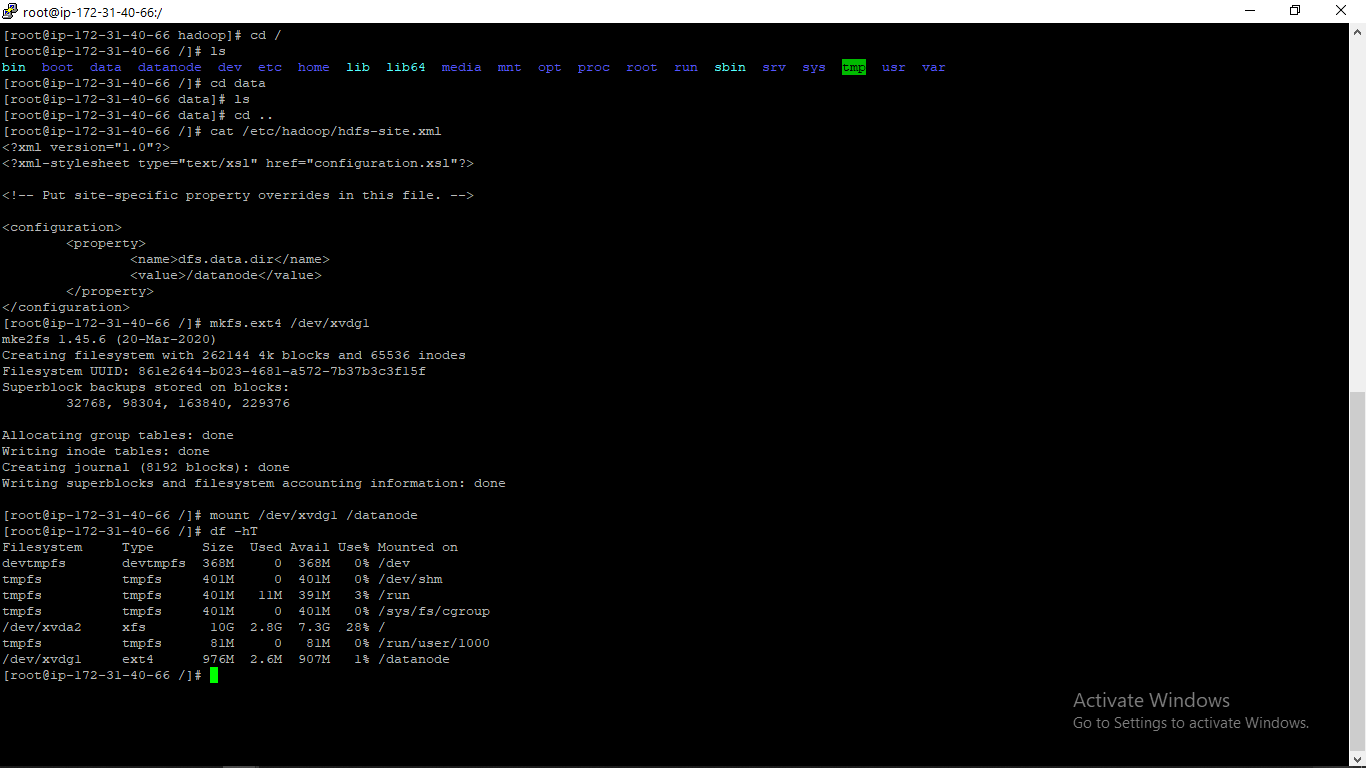 root@ip-172-31-40-66:/
[root@ip-172-31-40-66 hadoop]# cd /
[root@ip-172-31-40-66 /]# ls
bin  boot  data  datanode  dev  etc  home  lib  lib64  media  mnt  opt  proc  root  run  sbin  srv  sys  tmp  usr  var
[root@ip-172-31-40-66 /]# cd data
[root@ip-172-31-40-66 data]# ls
[root@ip-172-31-40-66 data]# cd ..
[root@ip-172-31-40-66 /]# cat /etc/hadoop/hdfs-site.xml
<?xml version="1.0"?>
<?xml-stylesheet type="text/xsl" href="configuration.xsl"?>
<!-- Put site-specific property overrides in this file. -->
<configuration>
        <property>
                <name>dfs.data.dir</name>
                <value>/datanode</value>
        </property>
</configuration>
[root@ip-172-31-40-66 /]# mkfs.ext4 /dev/xvdg1
mke2fs 1.45.6 (20-Mar-2020)
Creating filesystem with 262144 4k blocks and 65536 inodes
Filesystem UUID: 861e2644-b023-4681-a572-7b37b3c3f15f
Superblock backups stored on blocks:
        32768, 98304, 163840, 229376
Allocating group tables: done
Writing inode tables: done
Creating journal (8192 blocks): done
Writing superblocks and filesystem accounting information: done
[root@ip-172-31-40-66 /]# mount /dev/xvdg1 /datanode
[root@ip-172-31-40-66 /]# df -hT
Filesystem     Type      Size  Used Avail Use% Mounted on
devtmpfs       devtmpfs  368M     0  368M   0% /dev
tmpfs          tmpfs     401M     0  401M   0% /dev/shm
tmpfs          tmpfs     401M   11M  391M   3% /run
tmpfs          tmpfs     401M     0  401M   0% /sys/fs/cgroup
/dev/xvda2     xfs        10G  2.8G  7.3G  28% /
tmpfs          tmpfs      81M     0   81M   0% /run/user/1000
/dev/xvdg1     ext4      976M  2.6M  907M   1% /datanode
[root@ip-172-31-40-66 /]#
Activate Windows
Go to Settings to activate Windows.